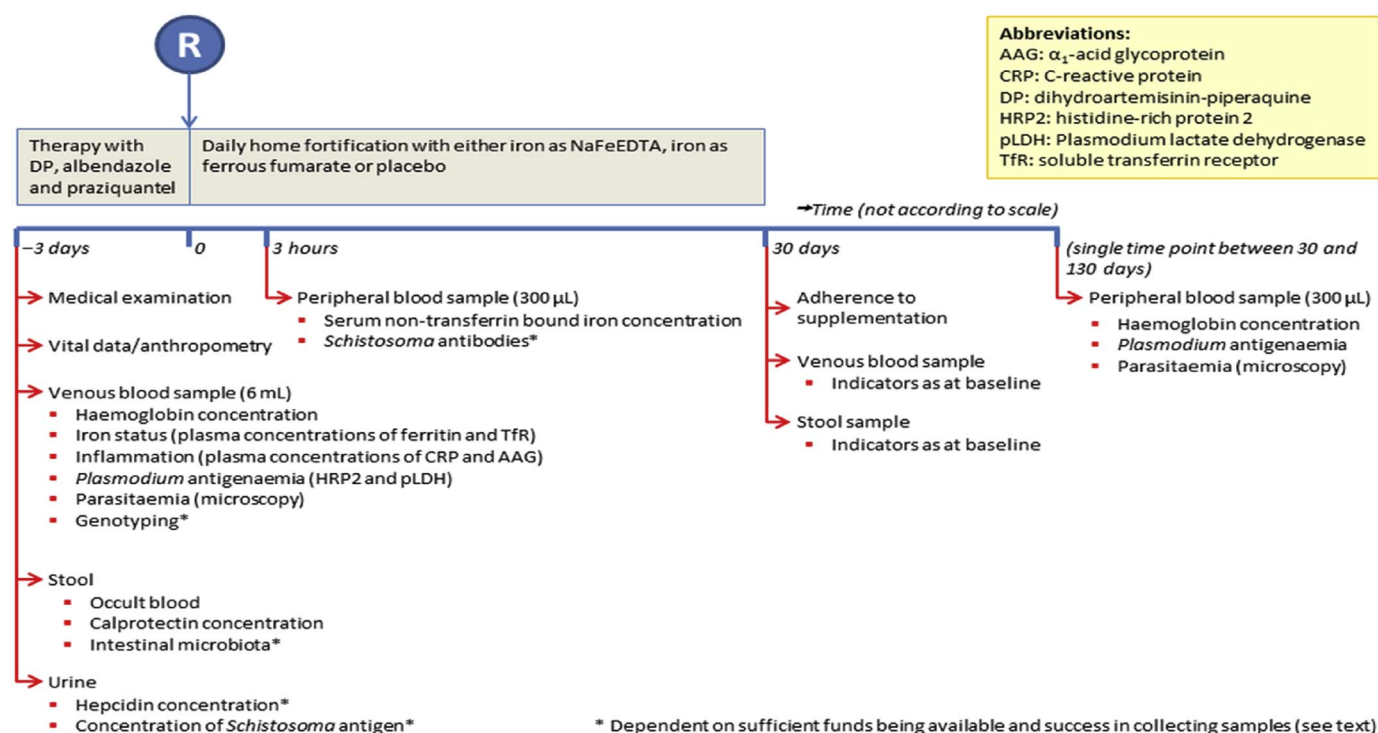 R
Abbreviations:
AAG: α₁-acid glycoprotein
CRP: C-reactive protein
DP: dihydroartemisinin-piperaquine
HRP2: histidine-rich protein 2
pLDH: Plasmodium lactate dehydrogenase
TfR: soluble transferrin receptor
Therapy with
DP, albendazole
and praziquantel
Daily home fortification with either iron as NaFeEDTA, iron as
ferrous fumarate or placebo
→Time (not according to scale)
−3 days
0
3 hours
30 days
(single time point between 30 and
130 days)
Medical examination
Vital data/anthropometry
Venous blood sample (6 mL)
▪ Haemoglobin concentration
▪ Iron status (plasma concentrations of ferritin and TfR)
▪ Inflammation (plasma concentrations of CRP and AAG)
▪ Plasmodium antigenaemia (HRP2 and pLDH)
▪ Parasitaemia (microscopy)
▪ Genotyping*
Stool
▪ Occult blood
▪ Calprotectin concentration
▪ Intestinal microbiota*
Urine
▪ Hepcidin concentration*
▪ Concentration of Schistosoma antigen*
Peripheral blood sample (300 µL)
▪ Serum non-transferrin bound iron concentration
▪ Schistosoma antibodies*
Adherence to
supplementation
Venous blood sample
▪ Indicators as at baseline
Stool sample
▪ Indicators as at baseline
Peripheral blood sample (300 µL)
▪ Haemoglobin concentration
▪ Plasmodium antigenaemia
▪ Parasitaemia (microscopy)
* Dependent on sufficient funds being available and success in collecting samples (see text)